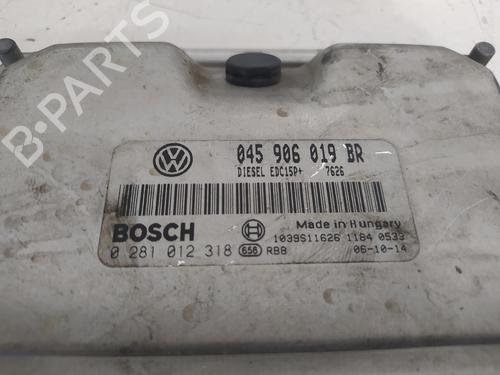 045 906 019 BR
DIESEL EDC15P+ 7626
BOSCH
Made in Hungary
1039S11626 1184 0533
0 281 012 318 656 RBB 06-10-14
B-PARTS